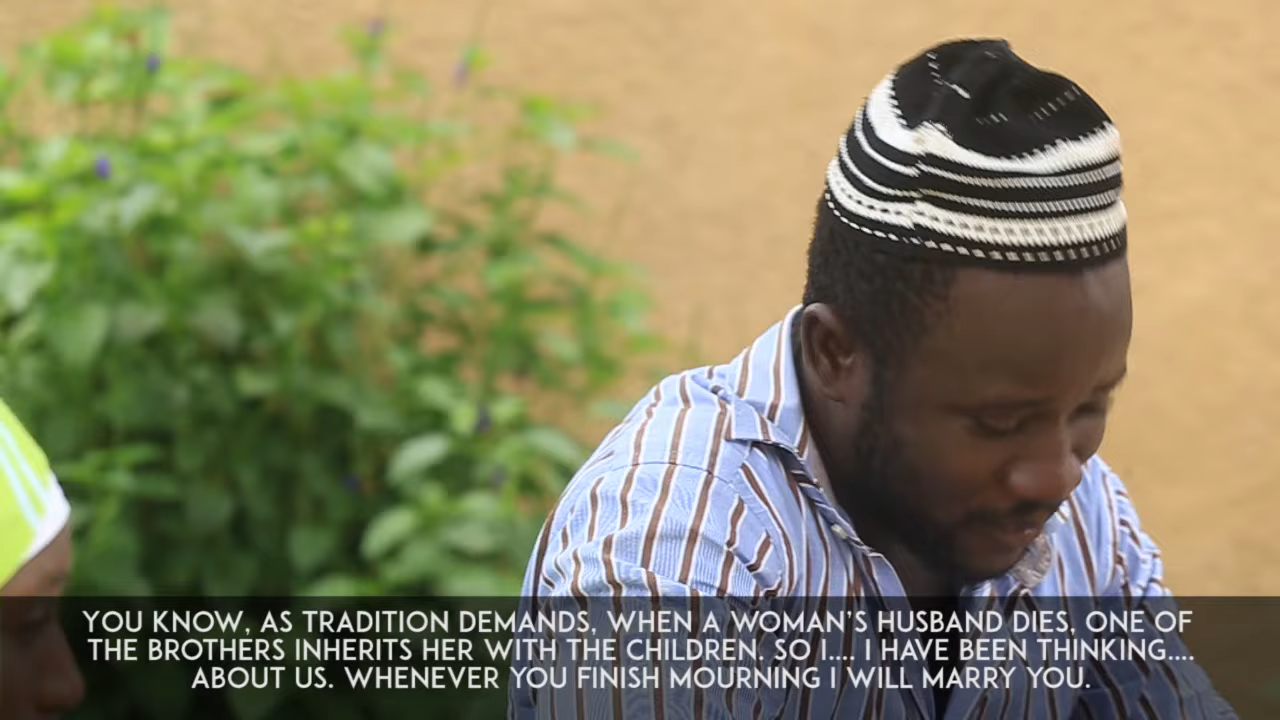 YOU KNOW, AS TRADITION DEMANDS, WHEN A WOMAN'S HUSBAND DIES, ONE OF
THE BROTHERS INHERITS HER WITH THE CHILDREN. SO I.... I HAVE BEEN THINKING....
ABOUT US. WHENEVER YOU FINISH MOURNING I WILL MARRY YOU.